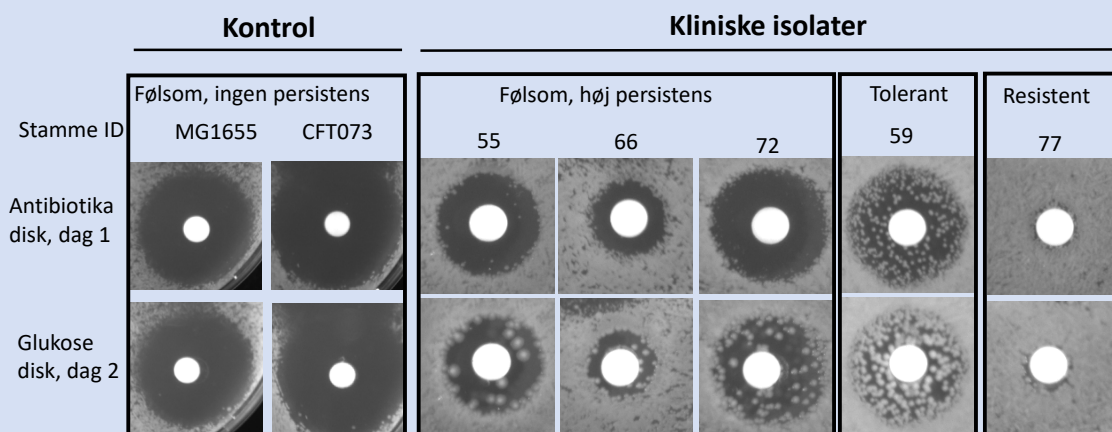 Kontrol
Kliniske isolater
Følsom, ingen persistens
Følsom, høj persistens
Tolerant
Resistent
Stamme ID
MG1655
CFT073
55
66
72
59
77
Antibiotika
disk, dag 1
Glukose
disk, dag 2